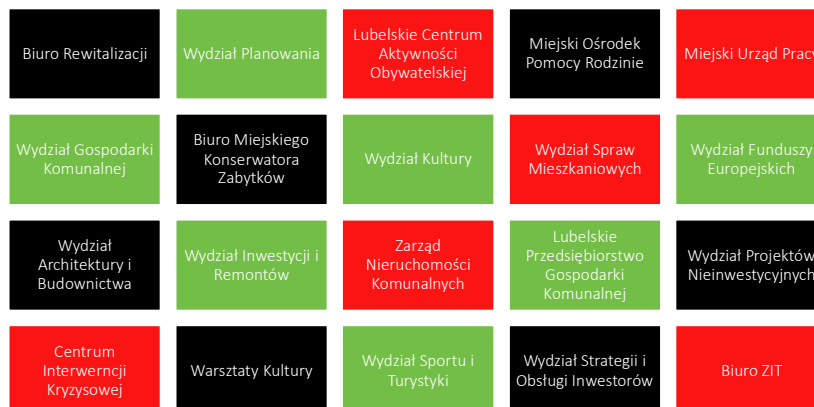 Biuro Rewitalizacji
Wydział Planowania
Lubelskie Centrum
Aktywności
Obywatelskiej
Miejski Ośrodek
Pomocy Rodzinie
Miejski Urząd Pracy
Wydział Gospodarki
Komunalnej
Biuro Miejskiego
Konserwatora
Zabytków
Wydział Kultury
Wydział Spraw
Mieszkaniowych
Wydział Funduszy
Europejskich
Wydział
Architektury i
Budownictwa
Wydział Inwestycji i
Remontów
Zarząd
Nieruchomości
Komunalnych
Lubelskie
Przedsiębiorstwo
Gospodarki
Komunalnej
Wydział Projektów
Nieinwestycyjnych
Centrum
Interwerncji
Kryzysowej
Warsztaty Kultury
Wydział Sportu i
Turystyki
Wydział Strategii i
Obsługi Inwestorów
Biuro ZIT